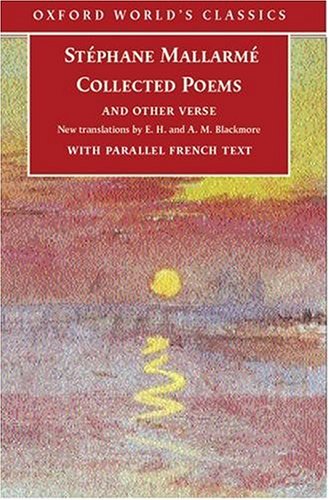 OXFORD WORLD'S CLASSICS
STÉPHANE MALLARMÉ
COLLECTED POEMS
AND OTHER VERSE
New translations by E. H. and A. M. Blackmore
WITH PARALLEL FRENCH TEXT